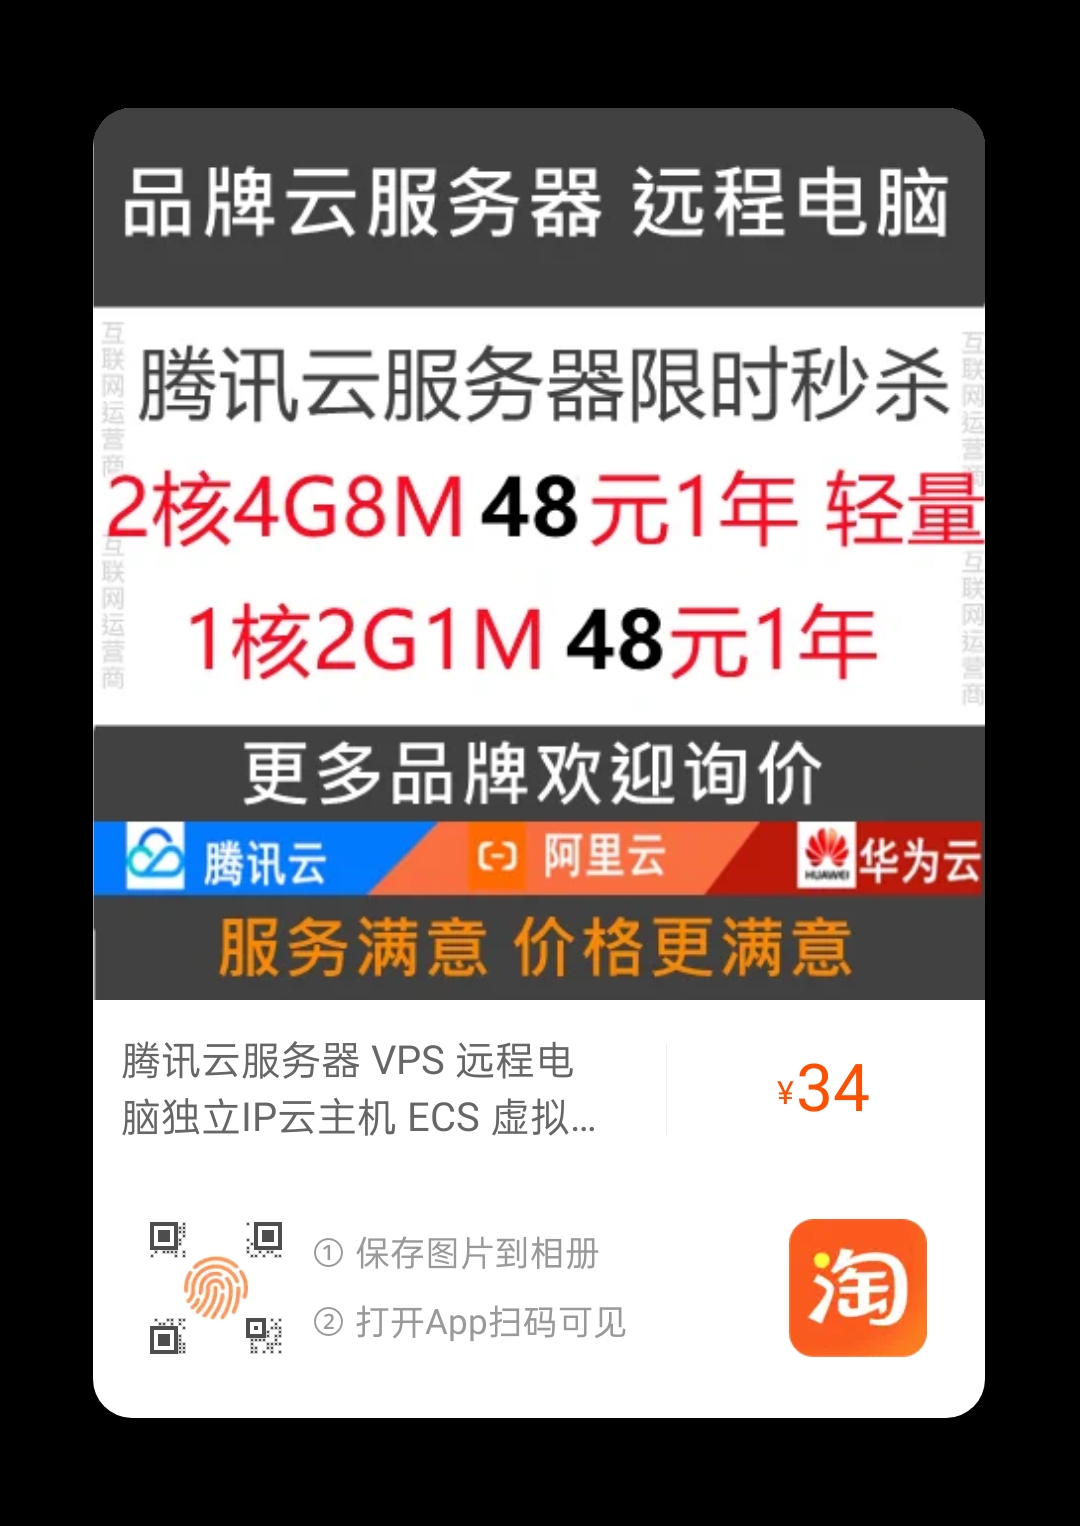 品牌云服务器 远程电脑
腾讯云服务器限时秒杀
2核4G8M 48元1年 轻量
1核2G1M 48元1年
互联网运营商
互联网运营商
互联网运营商
互联网运营商
更多品牌欢迎询价
腾讯云
阿里云
HUAWEI
华为云
服务满意 价格更满意
腾讯云服务器 VPS 远程电
脑独立IP云主机 ECS 虚拟...
¥34
① 保存图片到相册
② 打开App扫码可见
淘